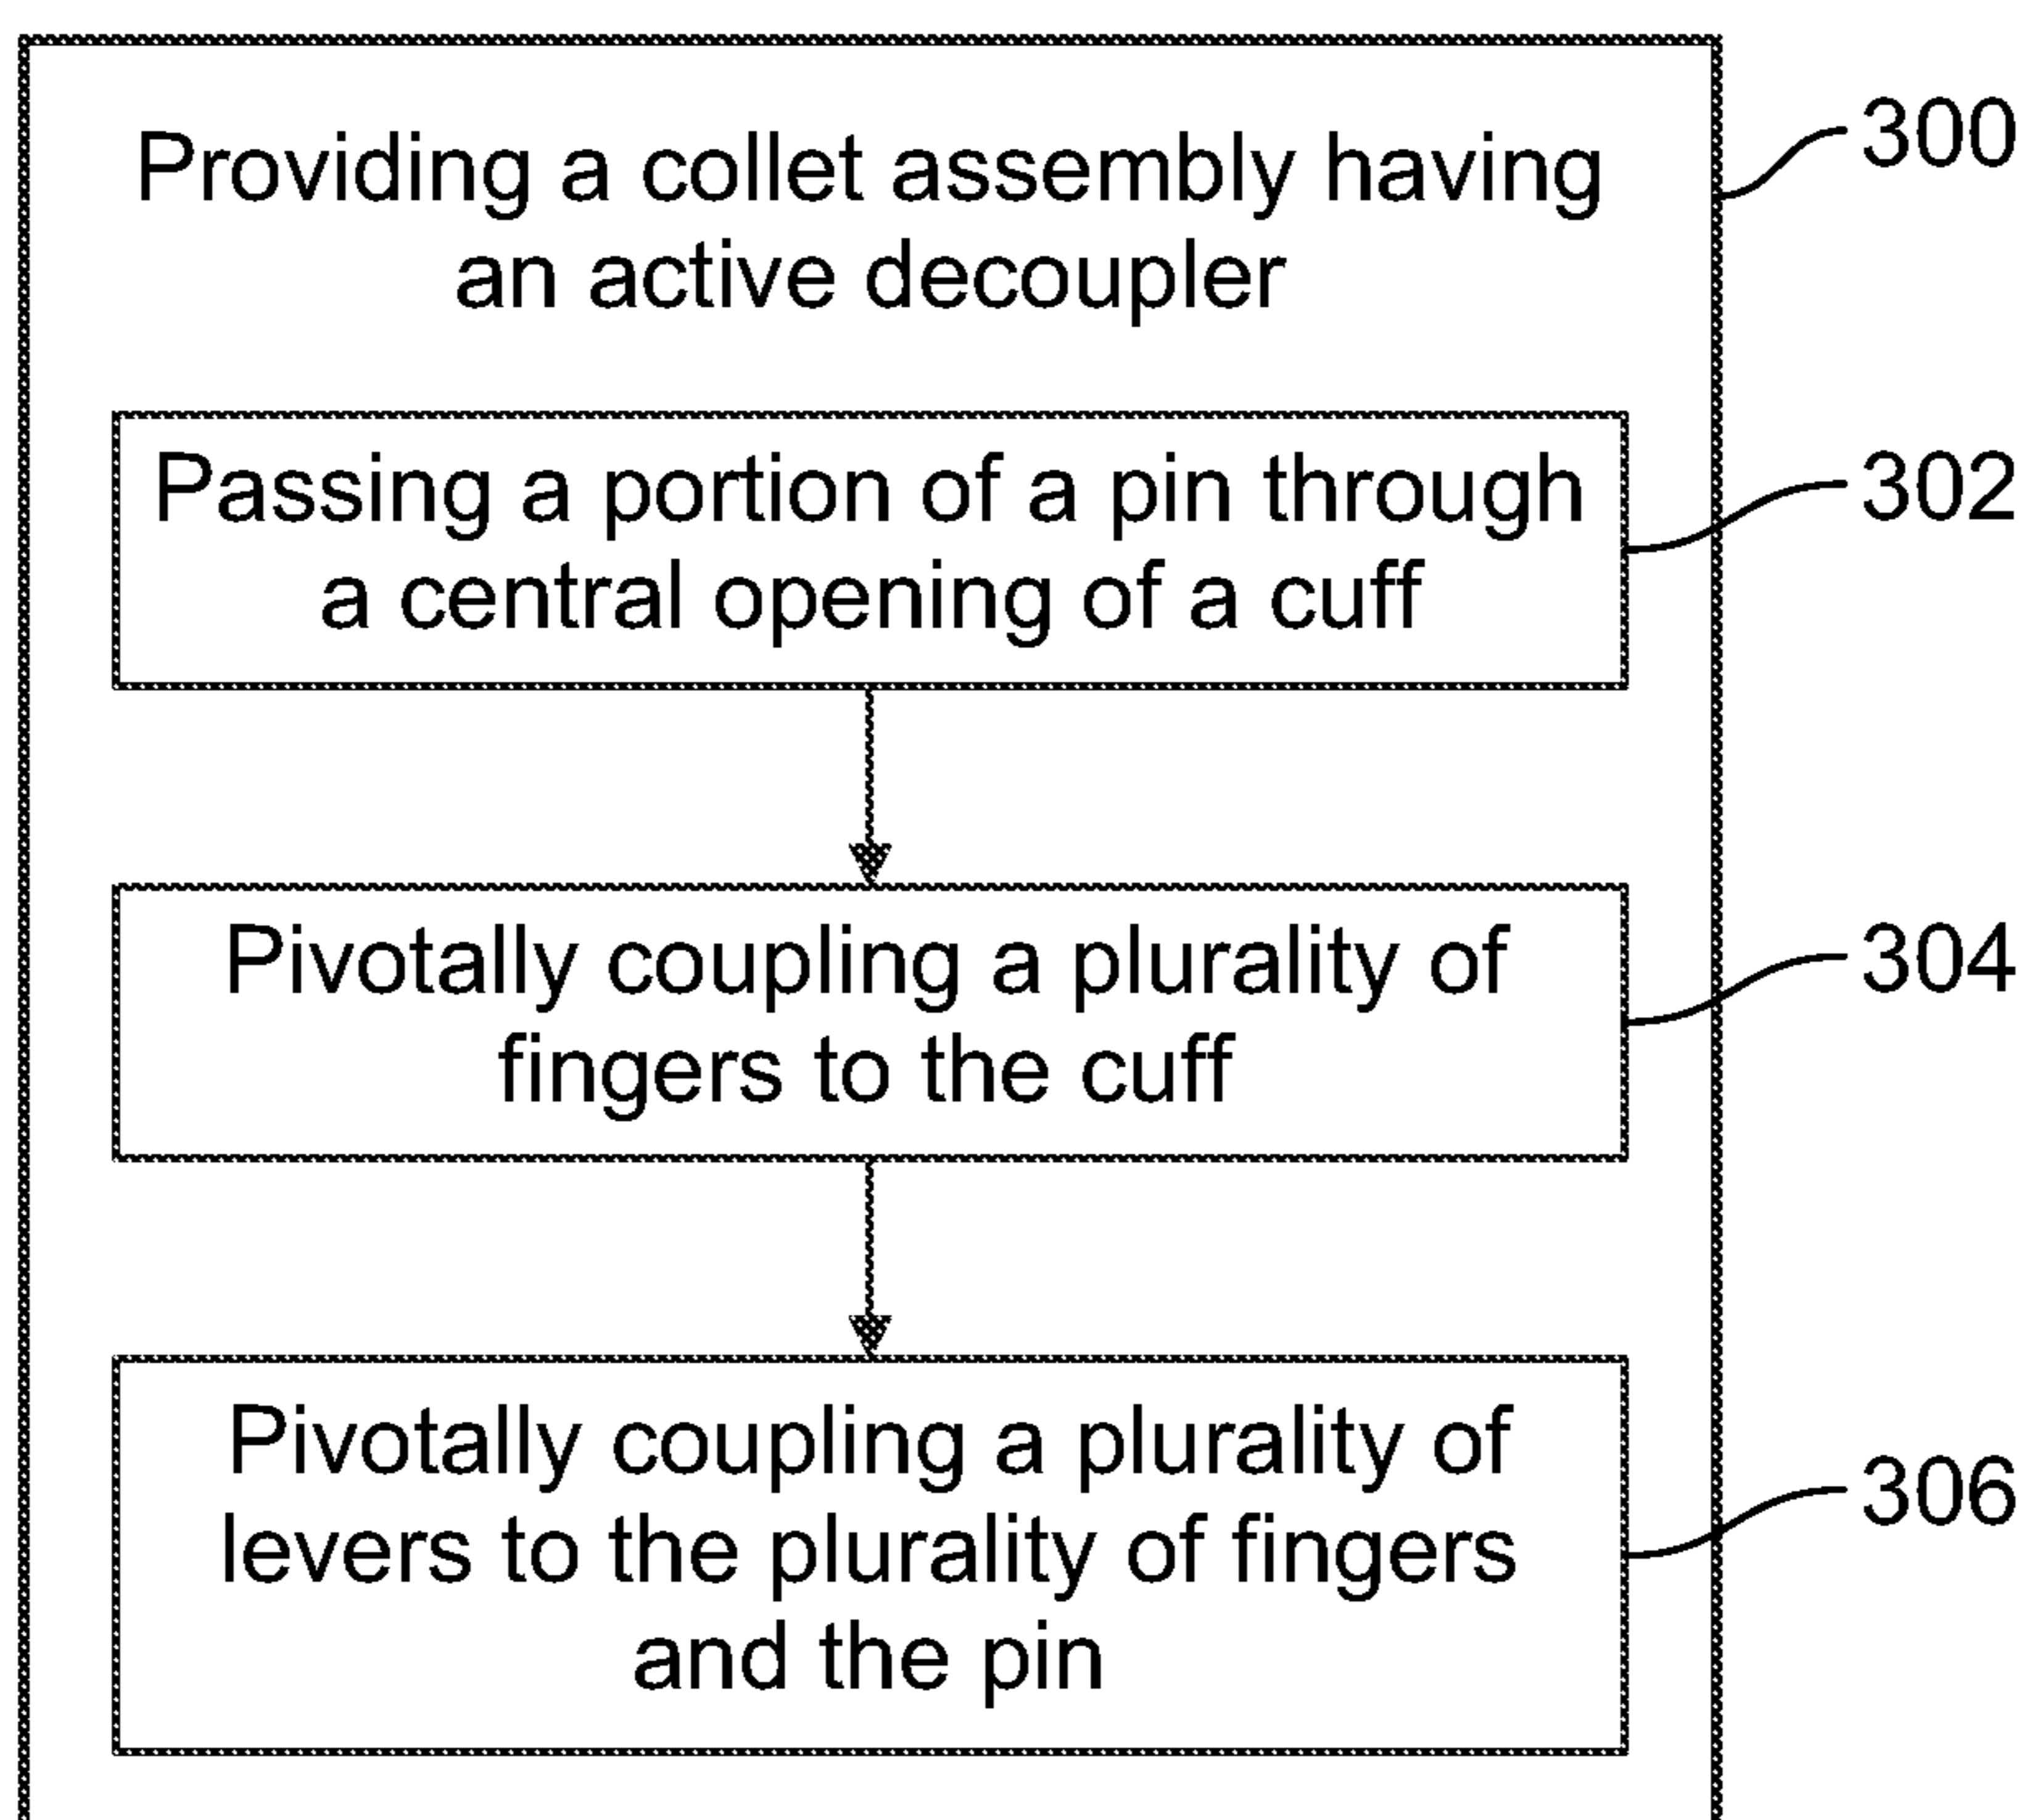 Providing a collet assembly having
an active decoupler
300
Passing a portion of a pin through
a central opening of a cuff
302
Pivotally coupling a plurality of
fingers to the cuff
304
Pivotally coupling a plurality of
levers to the plurality of fingers
and the pin
306